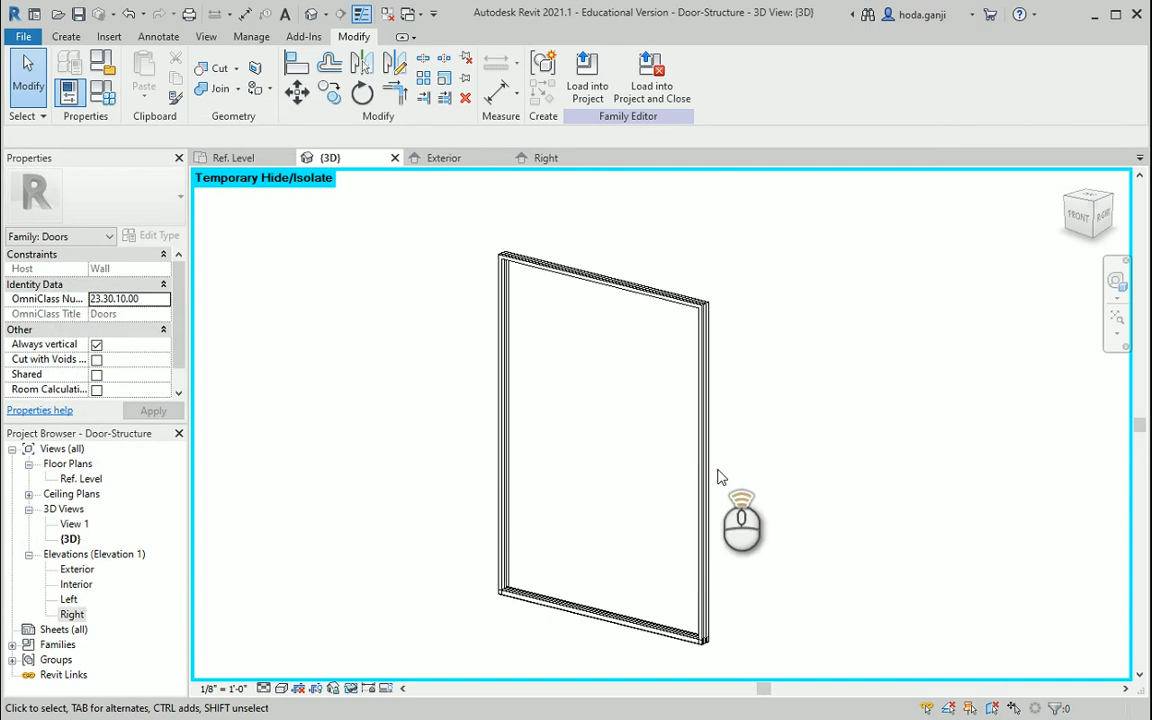 Autodesk Revit 2021.1 - Educational Version - Door-Structure - 3D View: {3D}
hoda.ganji
File Create Insert Annotate View Manage Add-Ins Modify
Modify
Paste
Cut
Join
Load into Project
Load into Project and Close
Select Properties Clipboard Geometry Modify Measure Create Family Editor
Properties
Ref. Level
{3D}
Exterior
Right
Temporary Hide/Isolate
FRONT
RIGHT
Family: Doors
Edit Type
Constraints
Host Wall
Identity Data
OmniClass Nu... 23.30.10.00
OmniClass Title Doors
Other
Always vertical
Cut with Voids ...
Shared
Room Calculati...
Properties help
Apply
Project Browser - Door-Structure
Views (all)
Floor Plans
Ref. Level
Ceiling Plans
3D Views
View 1
{3D}
Elevations (Elevation 1)
Exterior
Interior
Left
Right
Sheets (all)
Families
Groups
Revit Links
1/8" = 1'-0"
Click to select, TAB for alternates, CTRL adds, SHIFT unselect
:0